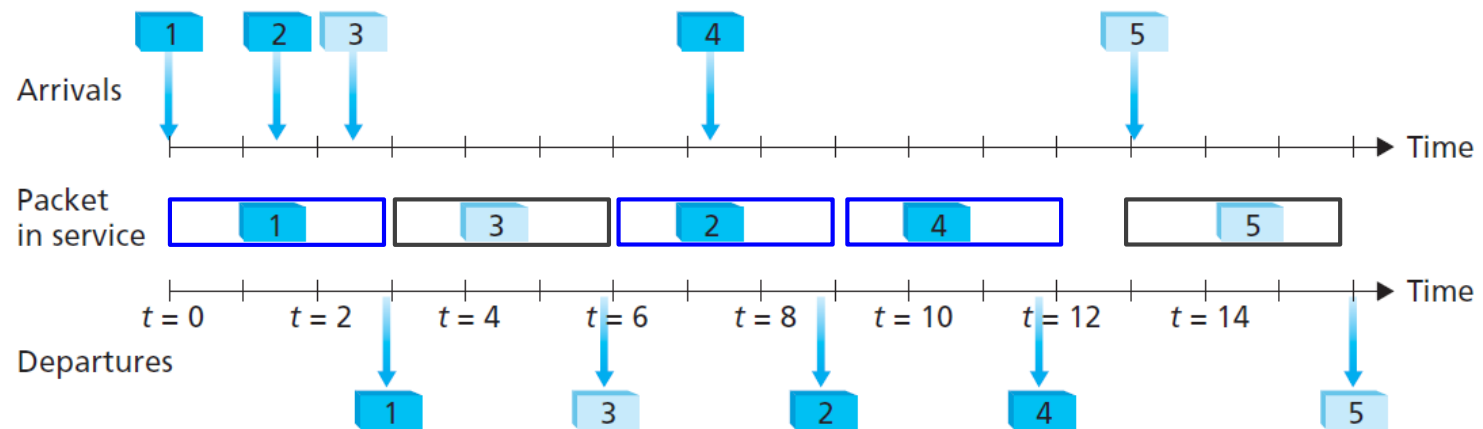 1 2 3 4 5
Arrivals
Time
Packet
in service
1 3 2 4 5
Time
t = 0 t = 2 t = 4 t = 6 t = 8 t = 10 t = 12 t = 14
Departures
1 3 2 4 5